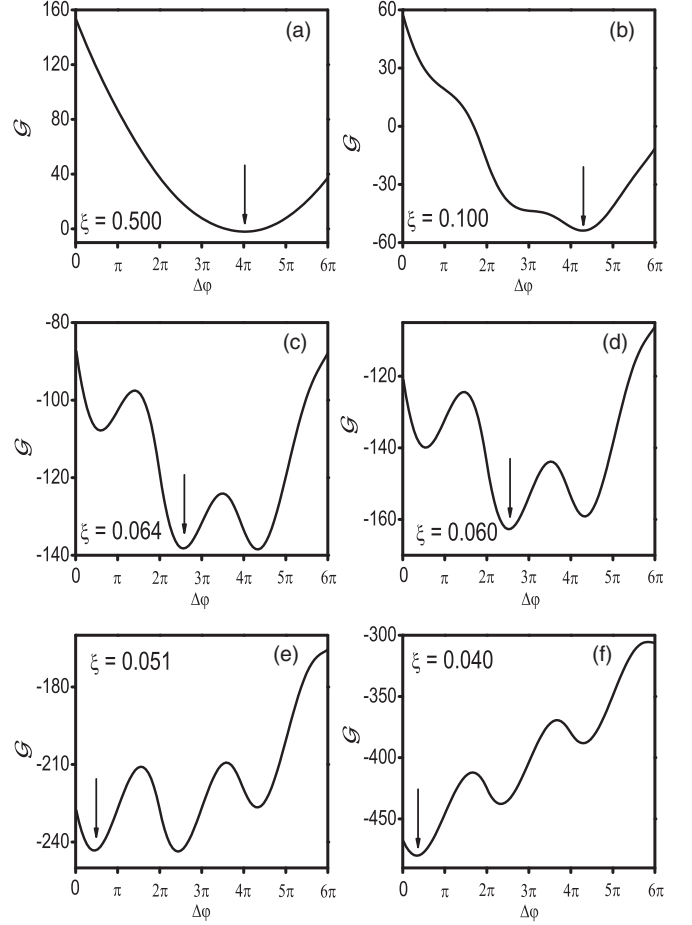 (a)
160
120
80
40
0
𝒢
ξ = 0.500
0 π 2π 3π 4π 5π 6π
Δφ
(b)
60
30
0
-30
-60
𝒢
ξ = 0.100
0 π 2π 3π 4π 5π 6π
Δφ
(c)
-80
-100
-120
-140
𝒢
ξ = 0.064
0 π 2π 3π 4π 5π 6π
Δφ
(d)
-120
-140
-160
𝒢
ξ = 0.060
0 π 2π 3π 4π 5π 6π
Δφ
(e)
ξ = 0.051
-180
-210
-240
𝒢
0 π 2π 3π 4π 5π 6π
Δφ
(f)
ξ = 0.040
-300
-350
-400
-450
𝒢
0 π 2π 3π 4π 5π 6π
Δφ